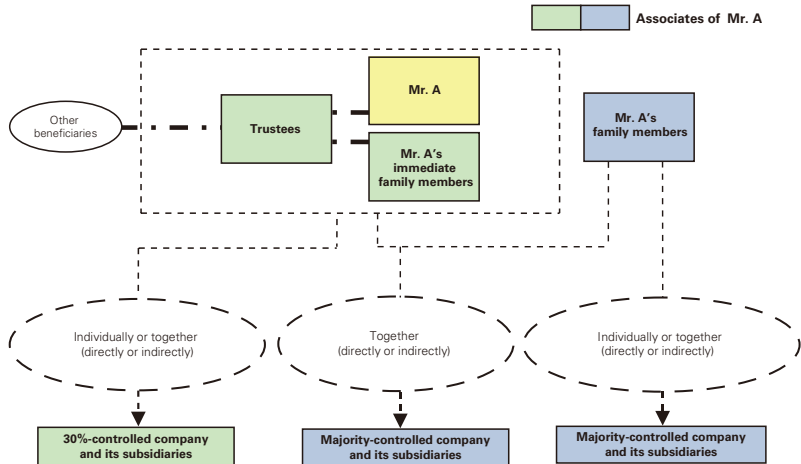 Associates of Mr. A
Other
beneficiaries
Trustees
Mr. A
Mr. A's
immediate
family members
Mr. A's
family members
Individually or together
(directly or indirectly)
Together
(directly or indirectly)
Individually or together
(directly or indirectly)
30%-controlled company
and its subsidiaries
Majority-controlled company
and its subsidiaries
Majority-controlled company
and its subsidiaries